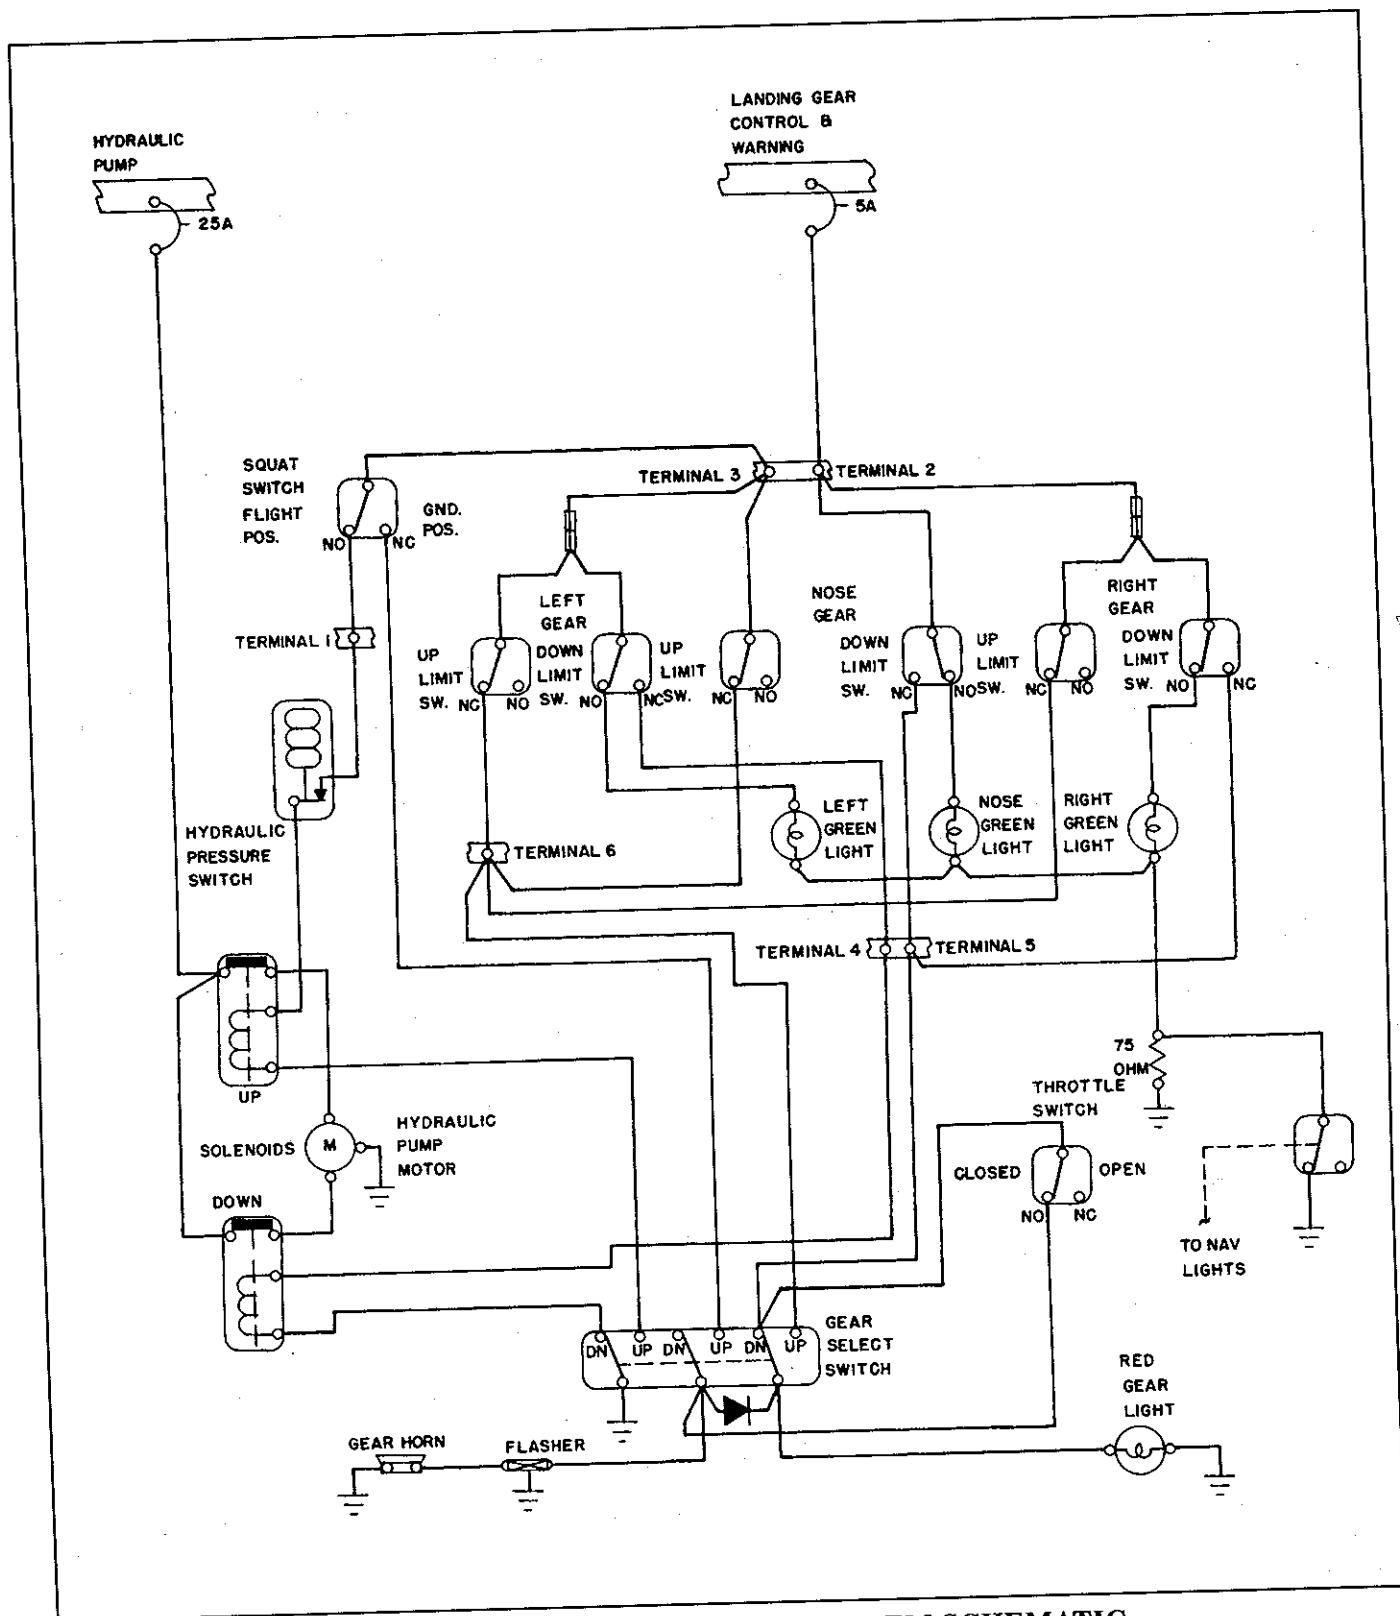 LANDING GEAR
CONTROL &
WARNING
HYDRAULIC
PUMP
25A
5A
SQUAT
SWITCH
FLIGHT
POS.
GND.
POS.
NO
NC
TERMINAL 3
TERMINAL 2
TERMINAL 1
LEFT
GEAR
NOSE
GEAR
RIGHT
GEAR
UP
LIMIT
SW.
NC
NO
DOWN
LIMIT
SW.
NO
NC
UP
LIMIT
SW.
NC
NO
DOWN
LIMIT
SW.
NC
NO
UP
LIMIT
SW.
NC
NO
DOWN
LIMIT
SW.
NO
NC
HYDRAULIC
PRESSURE
SWITCH
LEFT
GREEN
LIGHT
NOSE
GREEN
LIGHT
RIGHT
GREEN
LIGHT
TERMINAL 6
TERMINAL 4
TERMINAL 5
UP
SOLENOIDS
M
HYDRAULIC
PUMP
MOTOR
DOWN
75
OHM
THROTTLE
SWITCH
CLOSED
OPEN
NO
NC
TO NAV
LIGHTS
DN
UP
DN
UP
DN
UP
GEAR
SELECT
SWITCH
RED
GEAR
LIGHT
GEAR HORN
FLASHER
SCHEMATIC